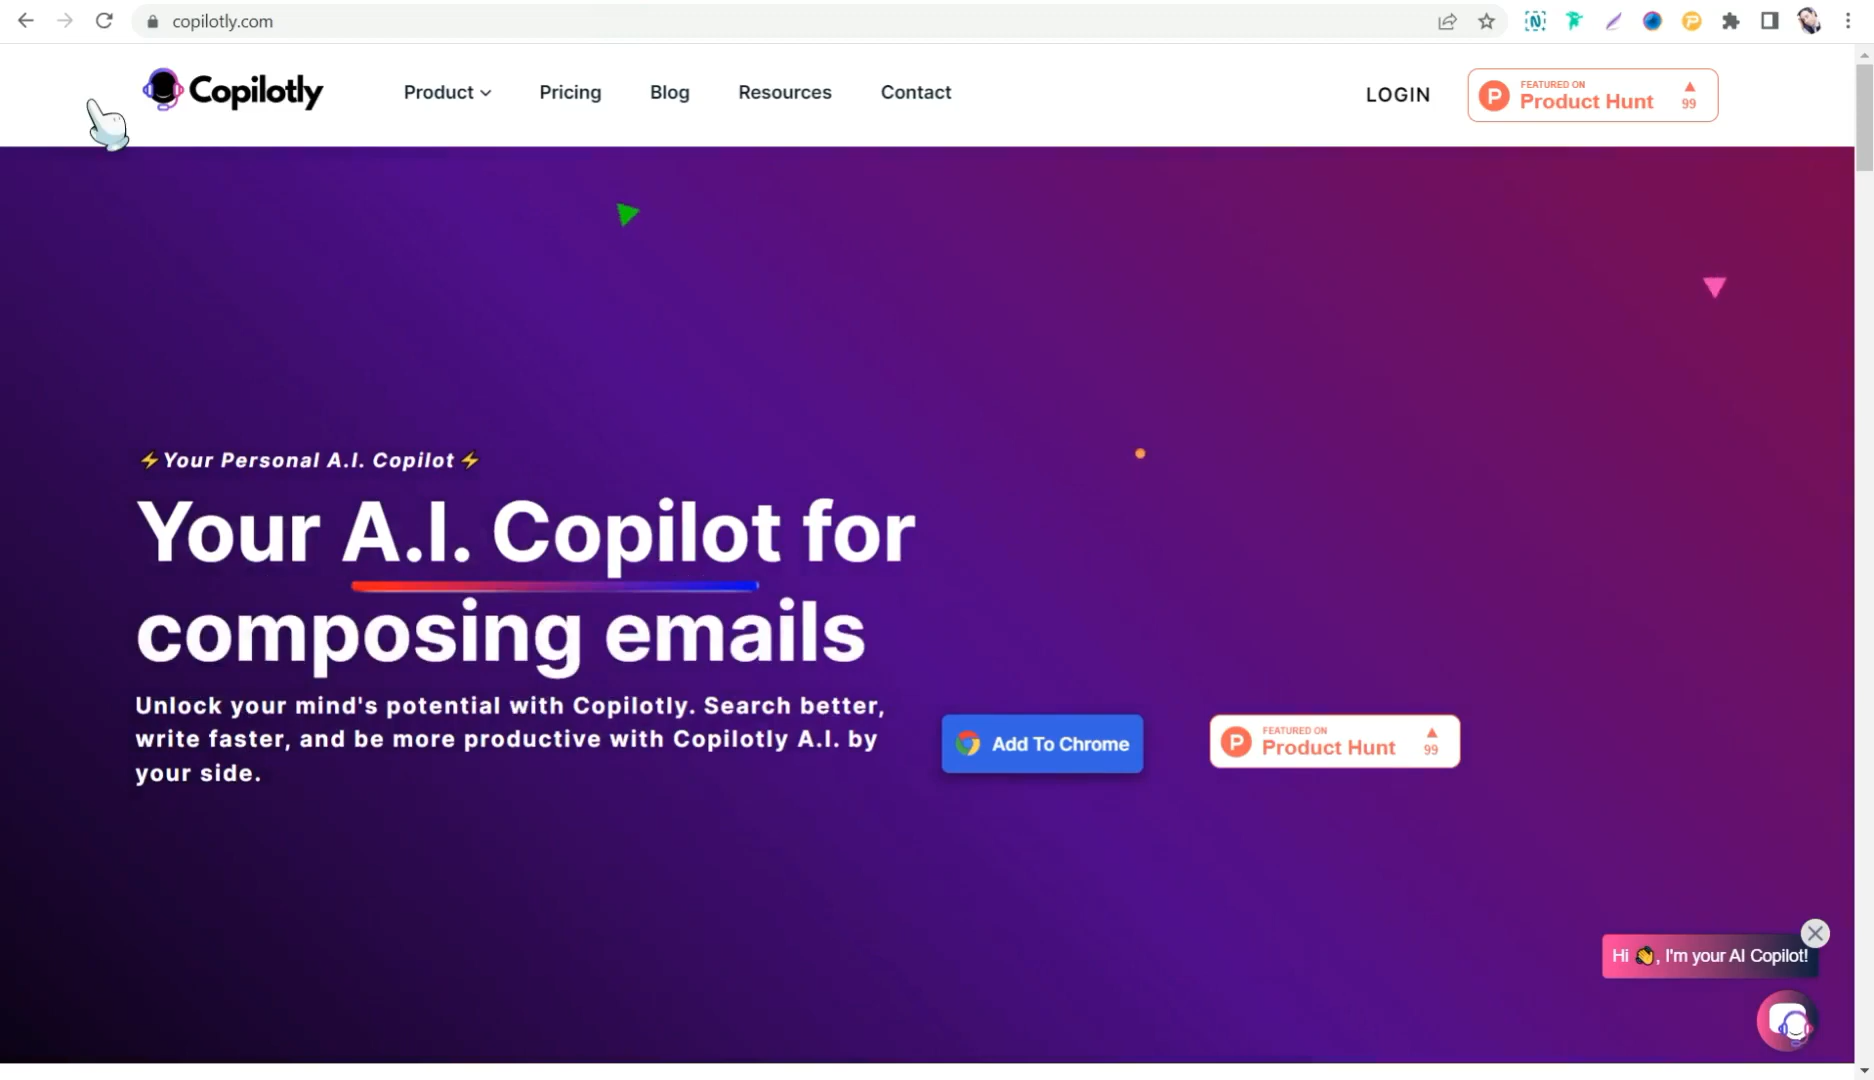 copilotly.com
Copilotly
Product
Pricing
Blog
Resources
Contact
LOGIN
FEATURED ON
Product Hunt
99
⚡Your Personal A.I. Copilot⚡
Your A.I. Copilot for
composing emails
Unlock your mind's potential with Copilotly. Search better,
write faster, and be more productive with Copilotly A.I. by
your side.
Add To Chrome
FEATURED ON
Product Hunt
99
Hi 👋, I'm your AI Copilot!